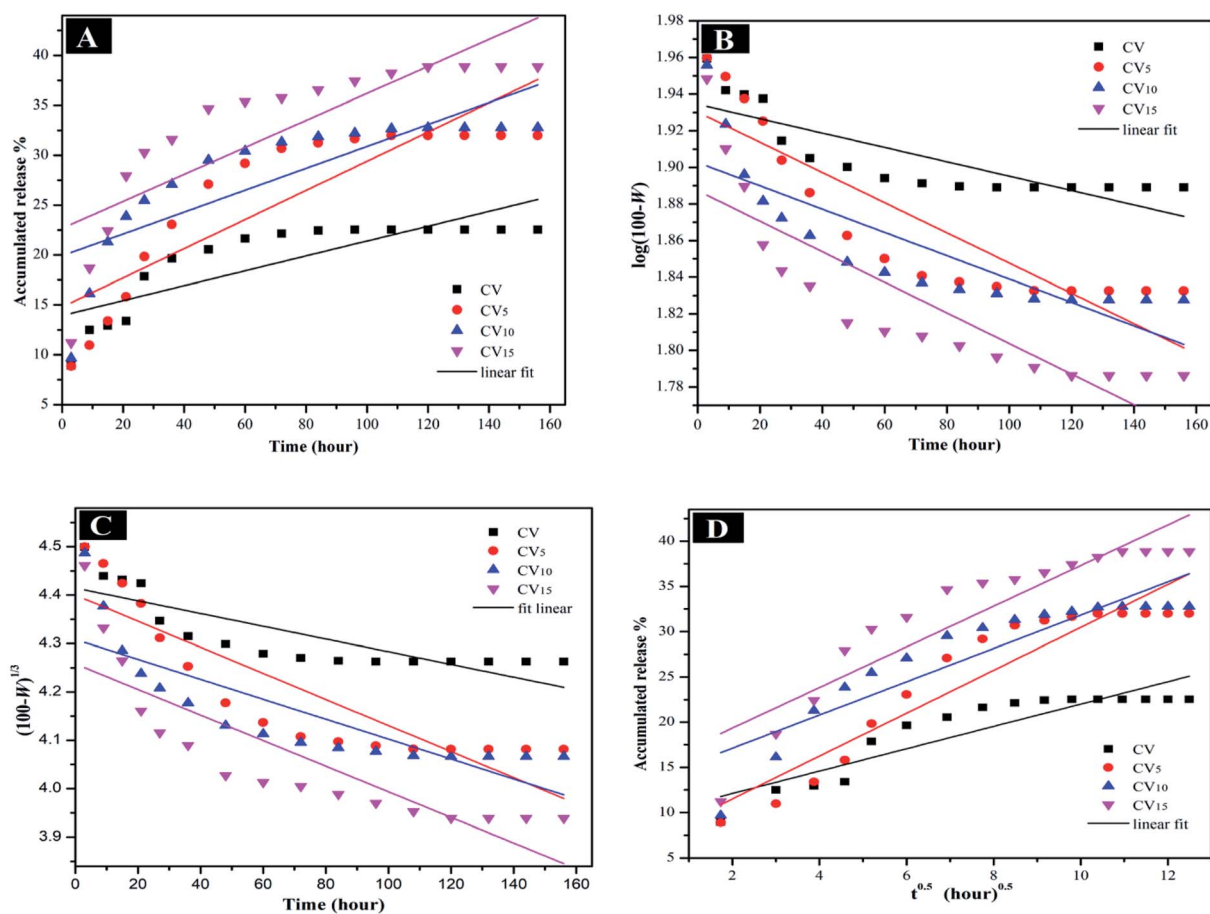 A
Accumulated release %
40
35
30
25
20
15
10
5
CV
CV5
CV10
CV15
linear fit
0 20 40 60 80 100 120 140 160
Time (hour)
B
log(100-W)
1.98
1.96
1.94
1.92
1.90
1.88
1.86
1.84
1.82
1.80
1.78
CV
CV5
CV10
CV15
linear fit
0 20 40 60 80 100 120 140 160
Time (hour)
C
(100-W)1/3
4.5
4.4
4.3
4.2
4.1
4.0
3.9
CV
CV5
CV10
CV15
fit linear
0 20 40 60 80 100 120 140 160
Time (hour)
D
Accumulated release %
40
35
30
25
20
15
10
5
CV
CV5
CV10
CV15
linear fit
2 4 6 8 10 12
t0.5 (hour)0.5